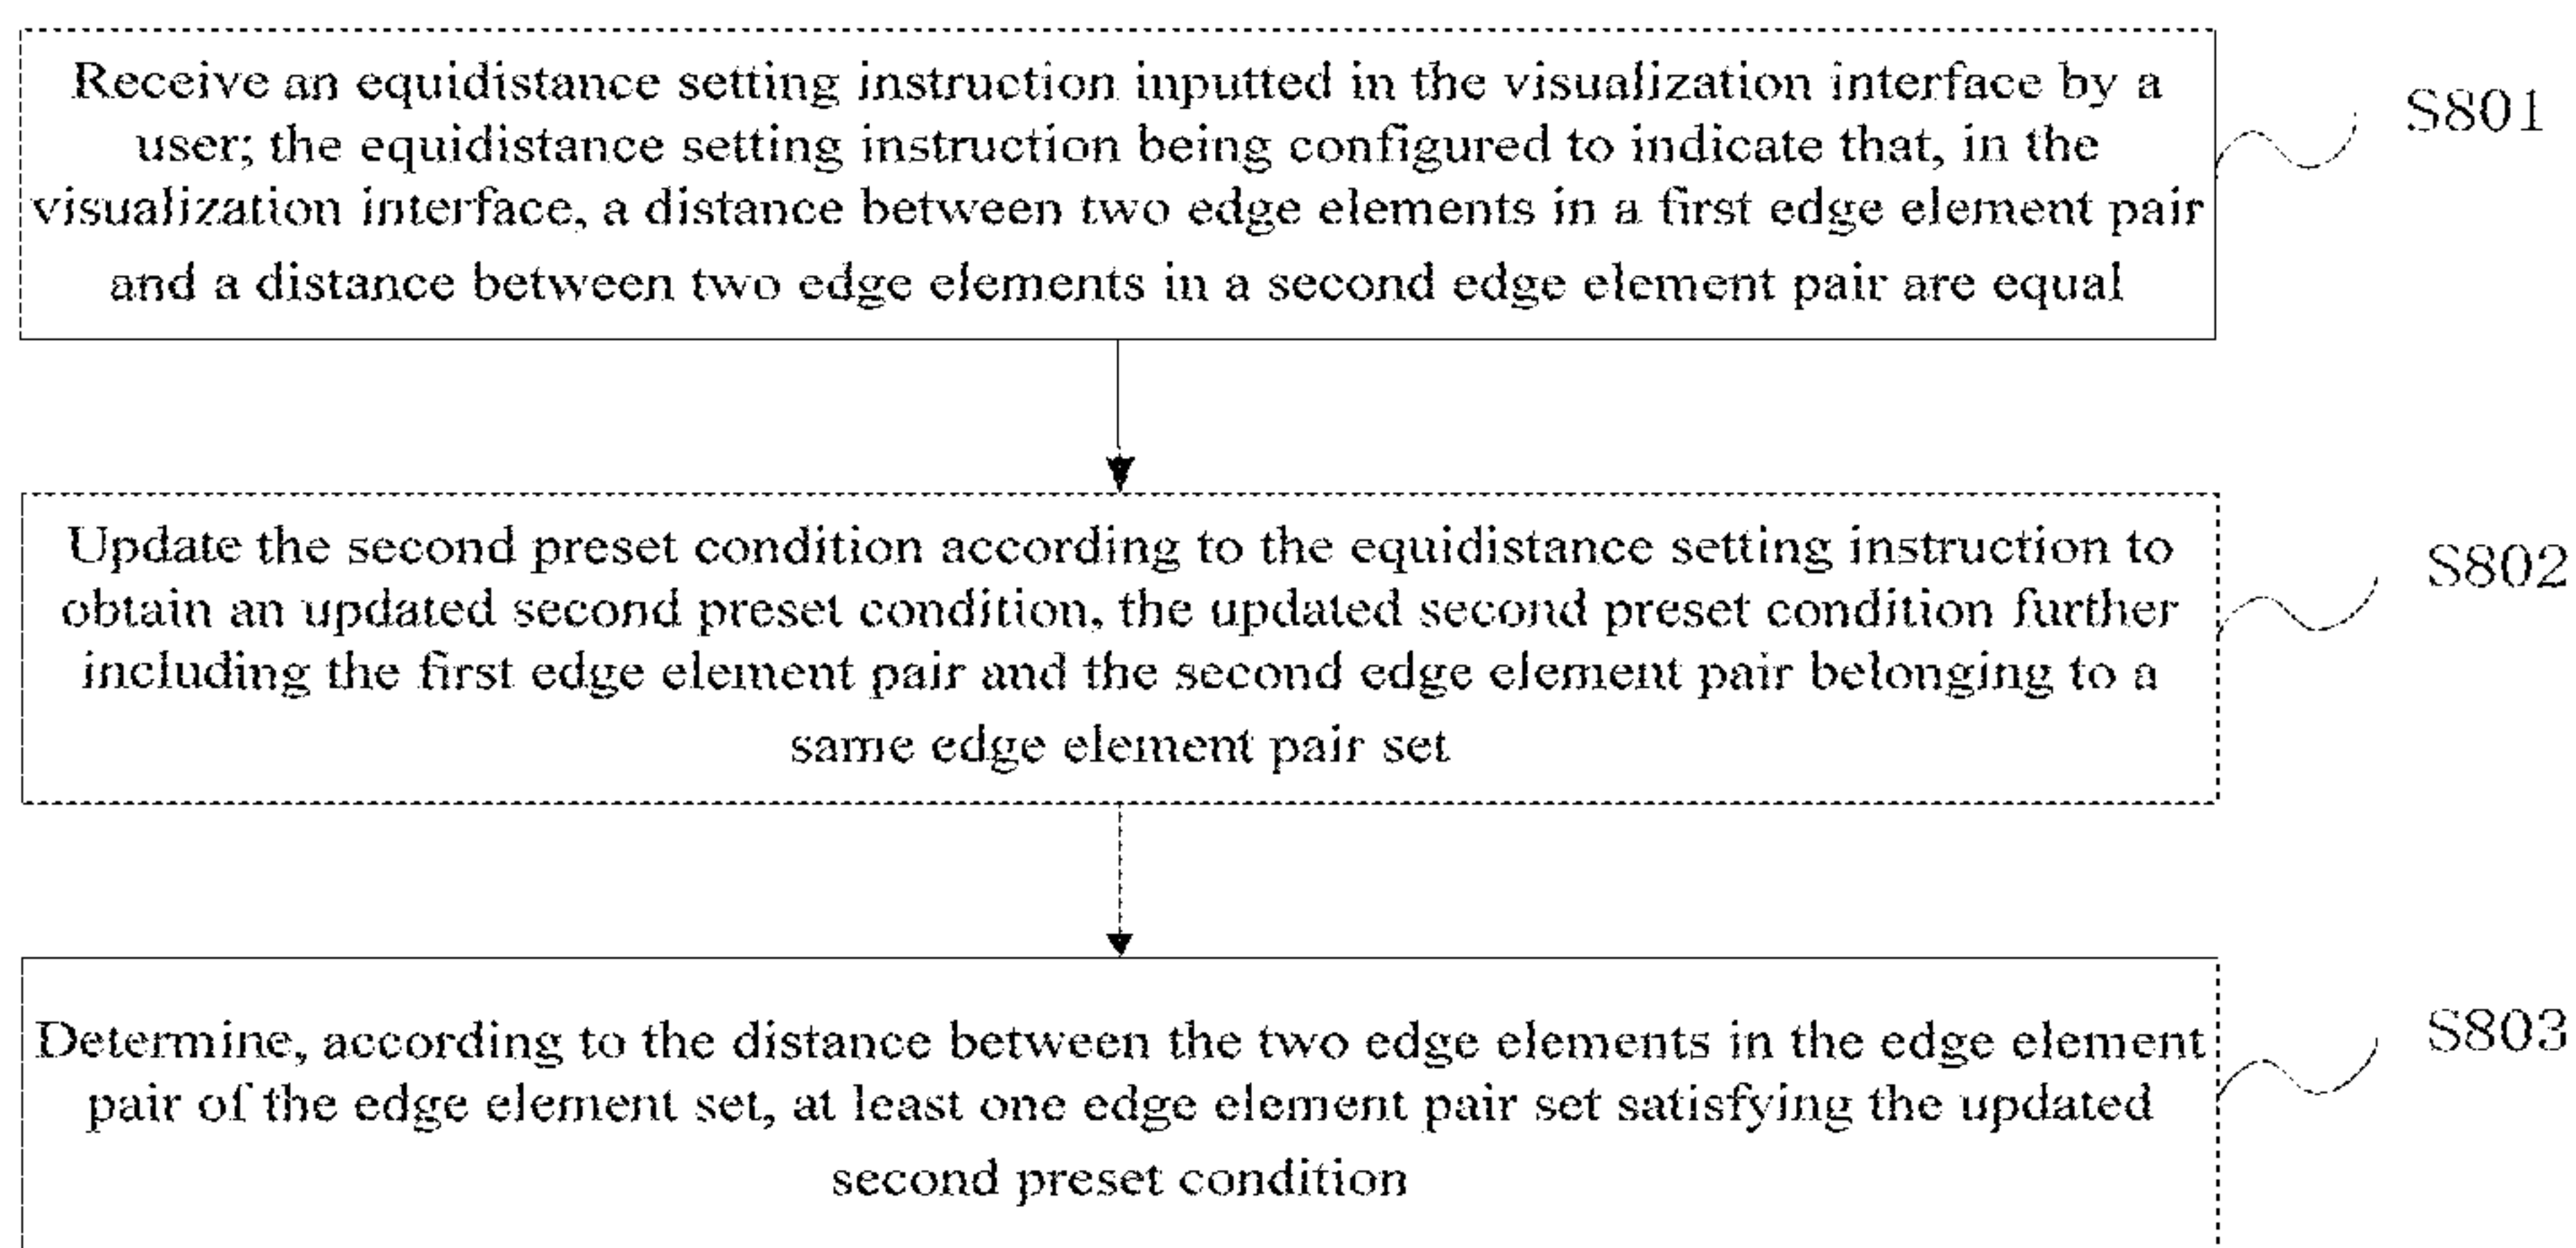 Receive an equidistance setting instruction inputted in the visualization interface by a
user; the equidistance setting instruction being configured to indicate that, in the
visualization interface, a distance between two edge elements in a first edge element pair
and a distance between two edge elements in a second edge element pair are equal
S801
Update the second preset condition according to the equidistance setting instruction to
obtain an updated second preset condition, the updated second preset condition further
including the first edge element pair and the second edge element pair belonging to a
same edge element pair set
S802
Determine, according to the distance between the two edge elements in the edge element
pair of the edge element set, at least one edge element pair set satisfying the updated
second preset condition
S803